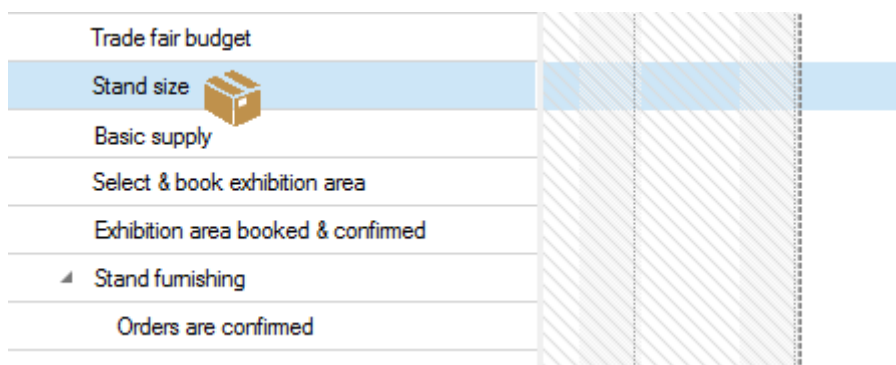 Trade fair budget
Stand size
Basic supply
Select & book exhibition area
Exhibition area booked & confirmed
Stand furnishing
Orders are confirmed